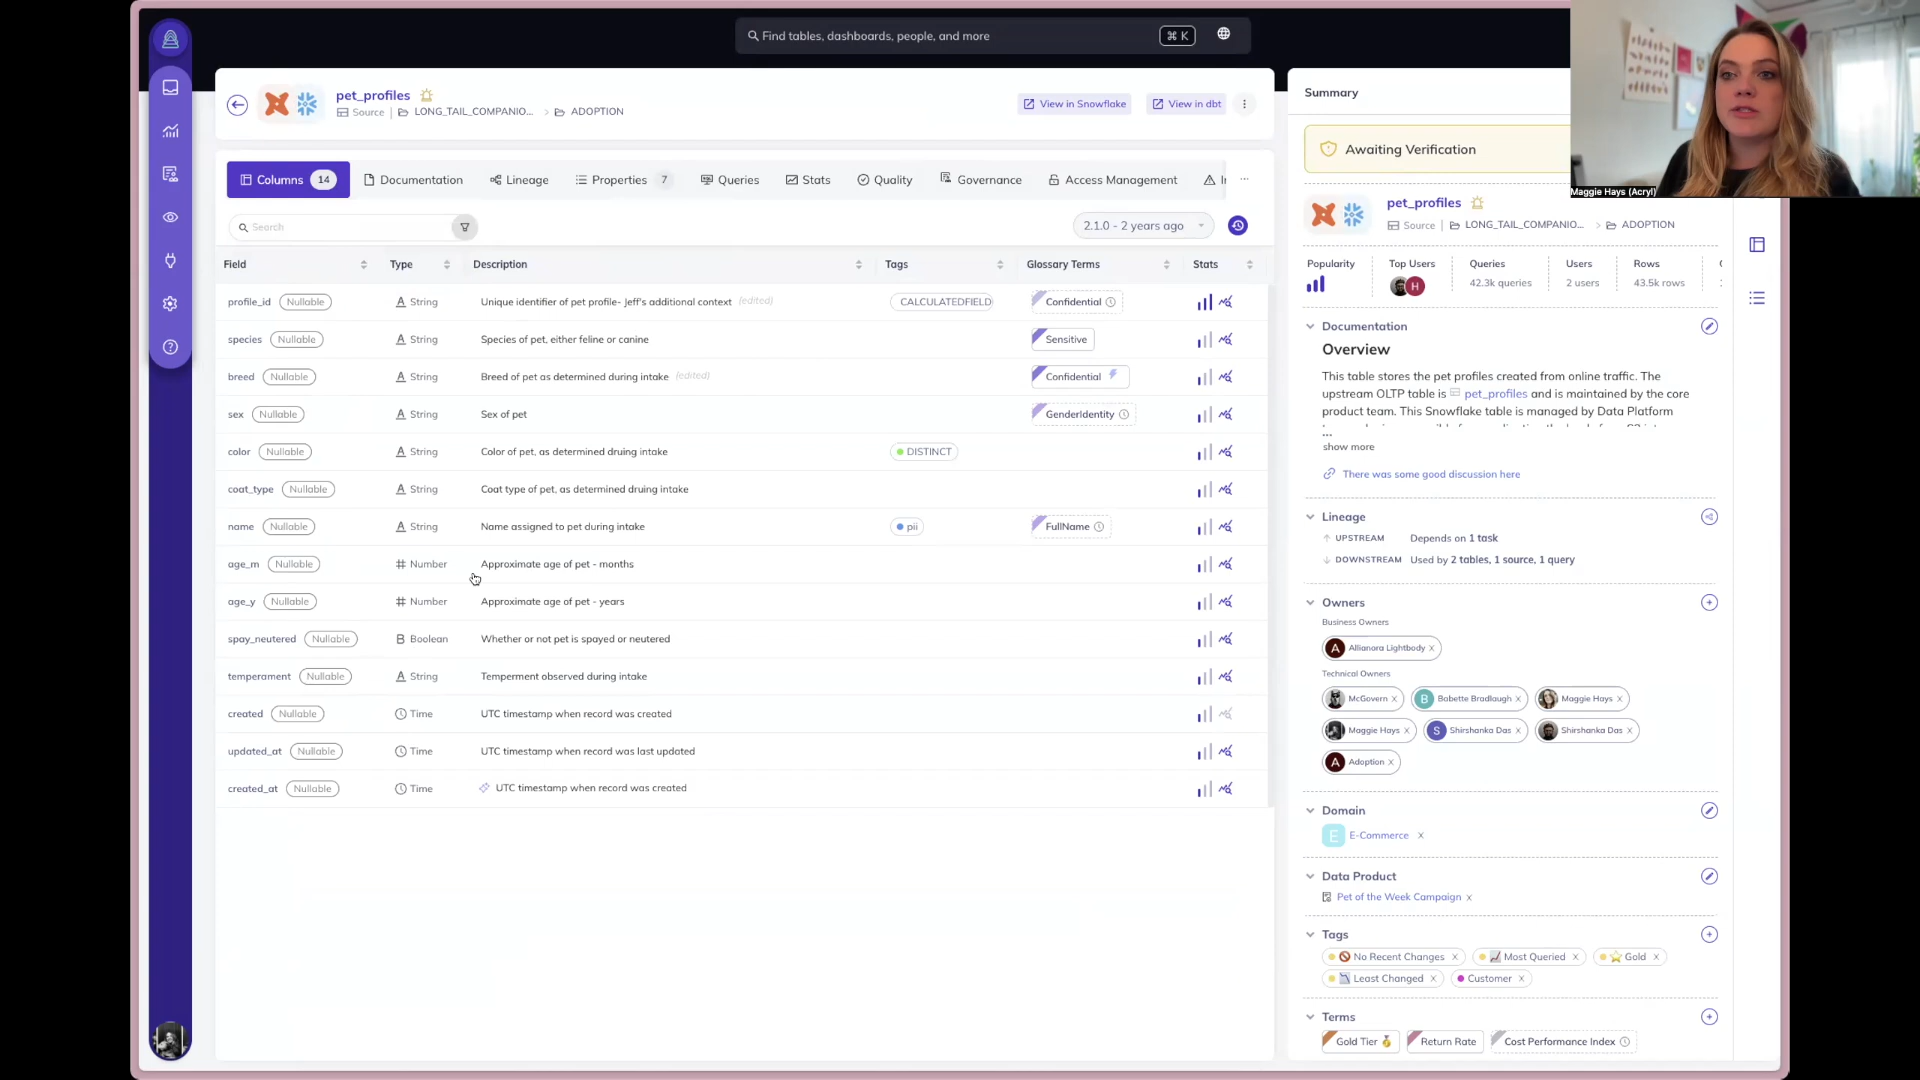 Find tables, dashboards, people, and more
⌘ K
Maggie Hays (Acryl)
pet_profiles
Source
LONG_TAIL_COMPANIO... > ADOPTION
View in Snowflake
View in dbt
Columns 14
Documentation
Lineage
Properties 7
Queries
Stats
Quality
Governance
Access Management
Search
2.1.0 - 2 years ago
Field Type Description Tags Glossary Terms Stats
profile_id Nullable String Unique identifier of pet profile- Jeff's additional context (edited) CALCULATEDFIELD Confidential
species Nullable String Species of pet, either feline or canine Sensitive
breed Nullable String Breed of pet as determined during intake (edited) Confidential
sex Nullable String Sex of pet GenderIdentity
color Nullable String Color of pet, as determined druing intake DISTINCT
coat_type Nullable String Coat type of pet, as determined druing intake
name Nullable String Name assigned to pet during intake pii FullName
age_m Nullable # Number Approximate age of pet - months
age_y Nullable # Number Approximate age of pet - years
spay_neutered Nullable B Boolean Whether or not pet is spayed or neutered
temperament Nullable String Temperment observed during intake
created Nullable Time UTC timestamp when record was created
updated_at Nullable Time UTC timestamp when record was last updated
created_at Nullable Time UTC timestamp when record was created
Summary
Awaiting Verification
pet_profiles
Source
LONG_TAIL_COMPANIO... > ADOPTION
Popularity Top Users Queries Users Rows
H 42.3k queries 2 users 43.5k rows
Documentation
Overview
This table stores the pet profiles created from online traffic. The
upstream OLTP table is pet_profiles and is maintained by the core
product team. This Snowflake table is managed by Data Platform
...
show more
There was some good discussion here
Lineage
UPSTREAM Depends on 1 task
DOWNSTREAM Used by 2 tables, 1 source, 1 query
Owners
Business Owners
A Allianora Lightbody x
Technical Owners
McGovern x B Babette Bradlaugh x Maggie Hays x
Maggie Hays x S Shirshanka Das x Shirshanka Das x
A Adoption x
Domain
E E-Commerce x
Data Product
Pet of the Week Campaign x
Tags
No Recent Changes x Most Queried x Gold x
Least Changed x Customer x
Terms
Gold Tier Return Rate Cost Performance Index